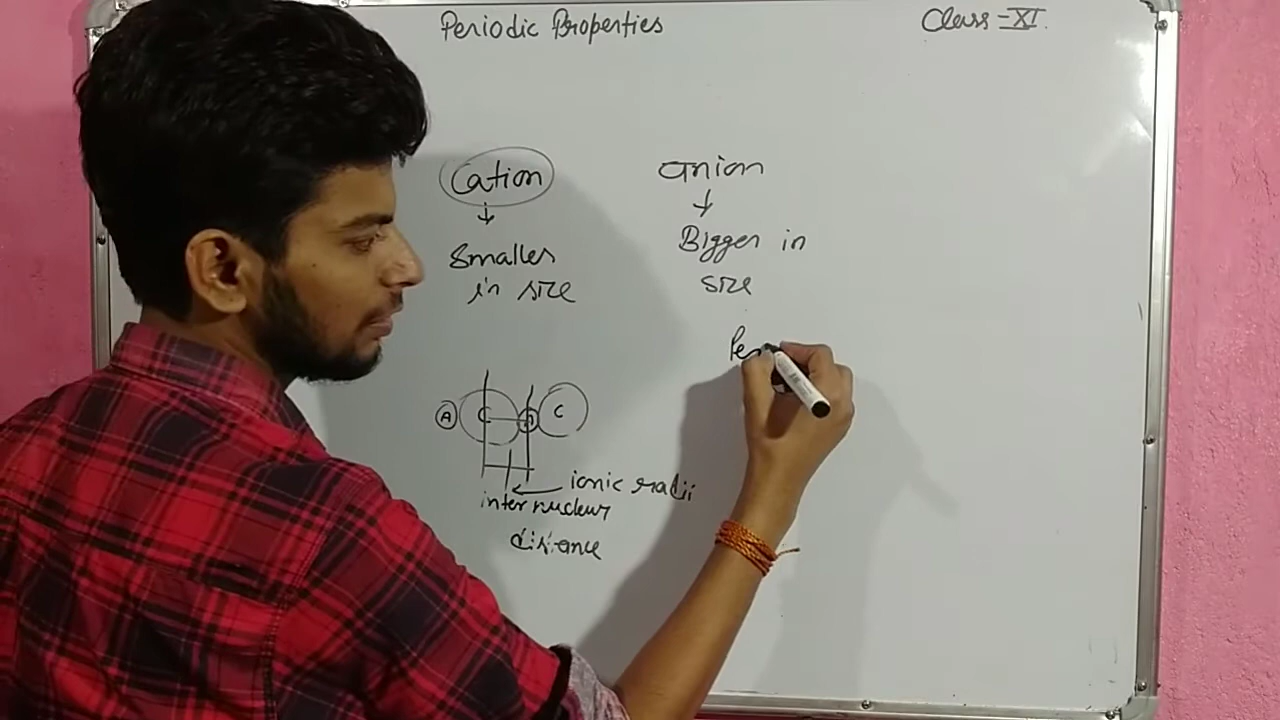 Periodic Properties
Class - XI
Cation
anion
↓
↓
Smaller
in size
Bigger in
size
A
C
C
ionic radii
inter nuclear
distance